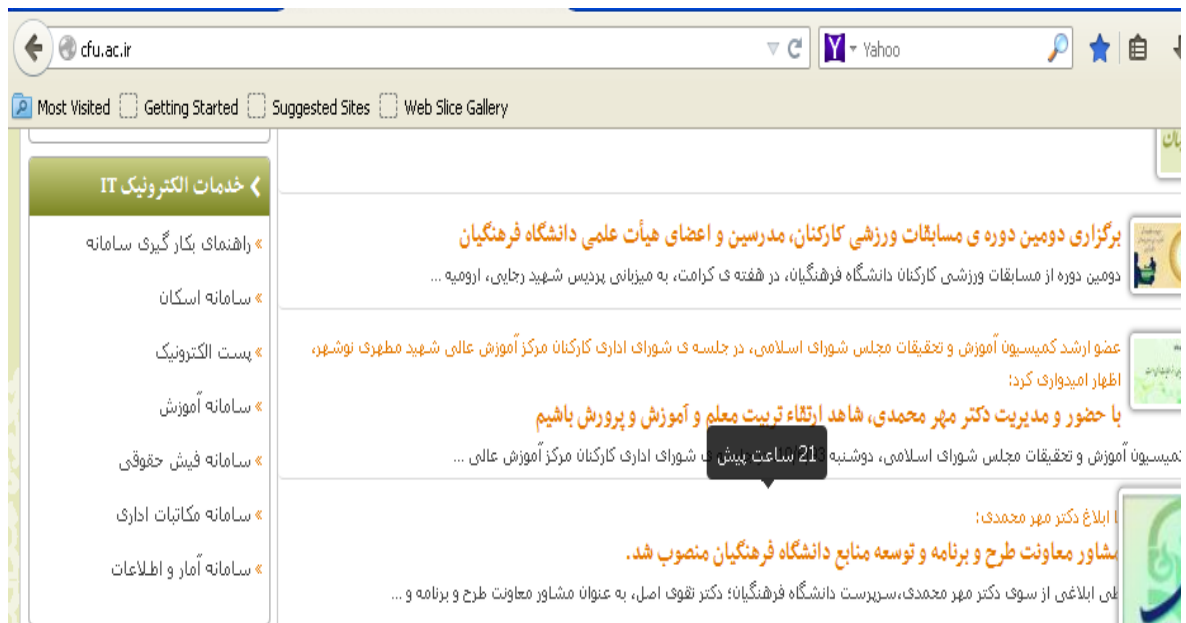 cfu.ac.ir
Yahoo
Most Visited Getting Started Suggested Sites Web Slice Gallery
خدمات الکترونیک IT
» راهنمای بکار گیری سامانه
» سامانه اسکان
» پست الکترونیک
» سامانه آموزش
» سامانه فیش حقوقی
» سامانه مکاتبات اداری
» سامانه آمار و اطلاعات
برگزاری دومین دوره ی مسابقات ورزشی کارکنان، مدرسین و اعضای هیأت علمی دانشگاه فرهنگیان
دومین دوره از مسابقات ورزشی کارکنان دانشگاه فرهنگیان، در هفته ی کرامت، به میزبانی پردیس شهید رجایی، ارومیه ...
عضو ارشد کمیسیون آموزش و تحقیقات مجلس شورای اسلامی، در جلسه ی شورای اداری کارکنان مرکز آموزش عالی شهید مطهری نوشهر،
اظهار امیدواری کرد:
با حضور و مدیریت دکتر مهر محمدی، شاهد ارتقاء تربیت معلم و آموزش و پرورش باشیم
آموزش و تحقیقات مجلس شورای اسلامی، دوشنبه شورای اداری کارکنان مرکز آموزش عالی ...
21 ساعت پیش
ابلاغ دکتر مهر محمدی:
مشاور معاونت طرح و برنامه و توسعه منابع دانشگاه فرهنگیان منصوب شد.
طی ابلاغی از سوی دکتر مهر محمدی،سرپرست دانشگاه فرهنگیان؛ دکتر تقوی اصل، به عنوان مشاور معاونت طرح و برنامه و ...